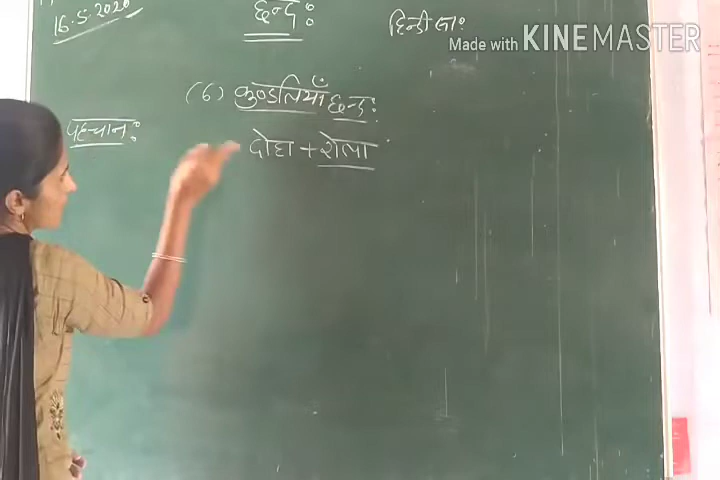 16.5.2020
छन्द :
हिन्डी सा॰
Made with KINEMASTER
(6) कुण्डलियाँ छन्द :
पहचान :
दोहा + रोला